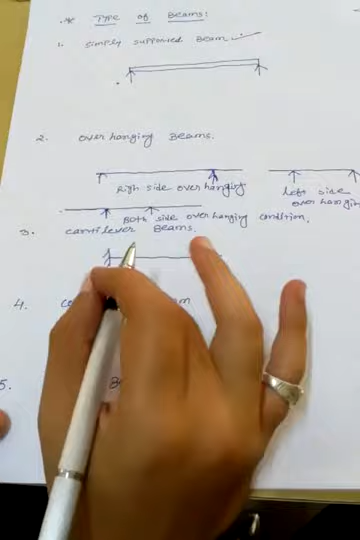 * Type of Beams:
1. Simply supported Beam
2. Over hanging Beams.
Righ side over hanging
left side over hanging
Both side over hanging condition.
3. Cantilever Beams.
4.
5.